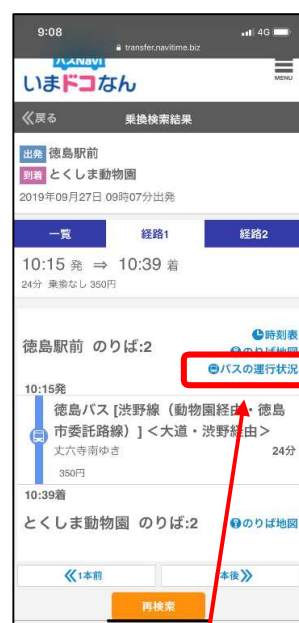 9:08
4G
transfer.navitime.biz
バスNavi
いまドコなん
MENU
《戻る
乗換検索結果
出発 徳島駅前
到着 とくしま動物園
2019年09月27日 09時07分出発
一覧
経路1
経路2
10:15 発 ⇒ 10:39 着
24分 乗換なし 350円
時刻表
徳島駅前 のりば:2
のりば地図
バスの運行状況
10:15発
徳島バス [渋野線（動物園経由・徳島
市委託路線）] <大道・渋野経由>
丈六寺南ゆき
24分
350円
10:39着
とくしま動物園 のりば:2
のりば地図
《1本前
本後》
再検索